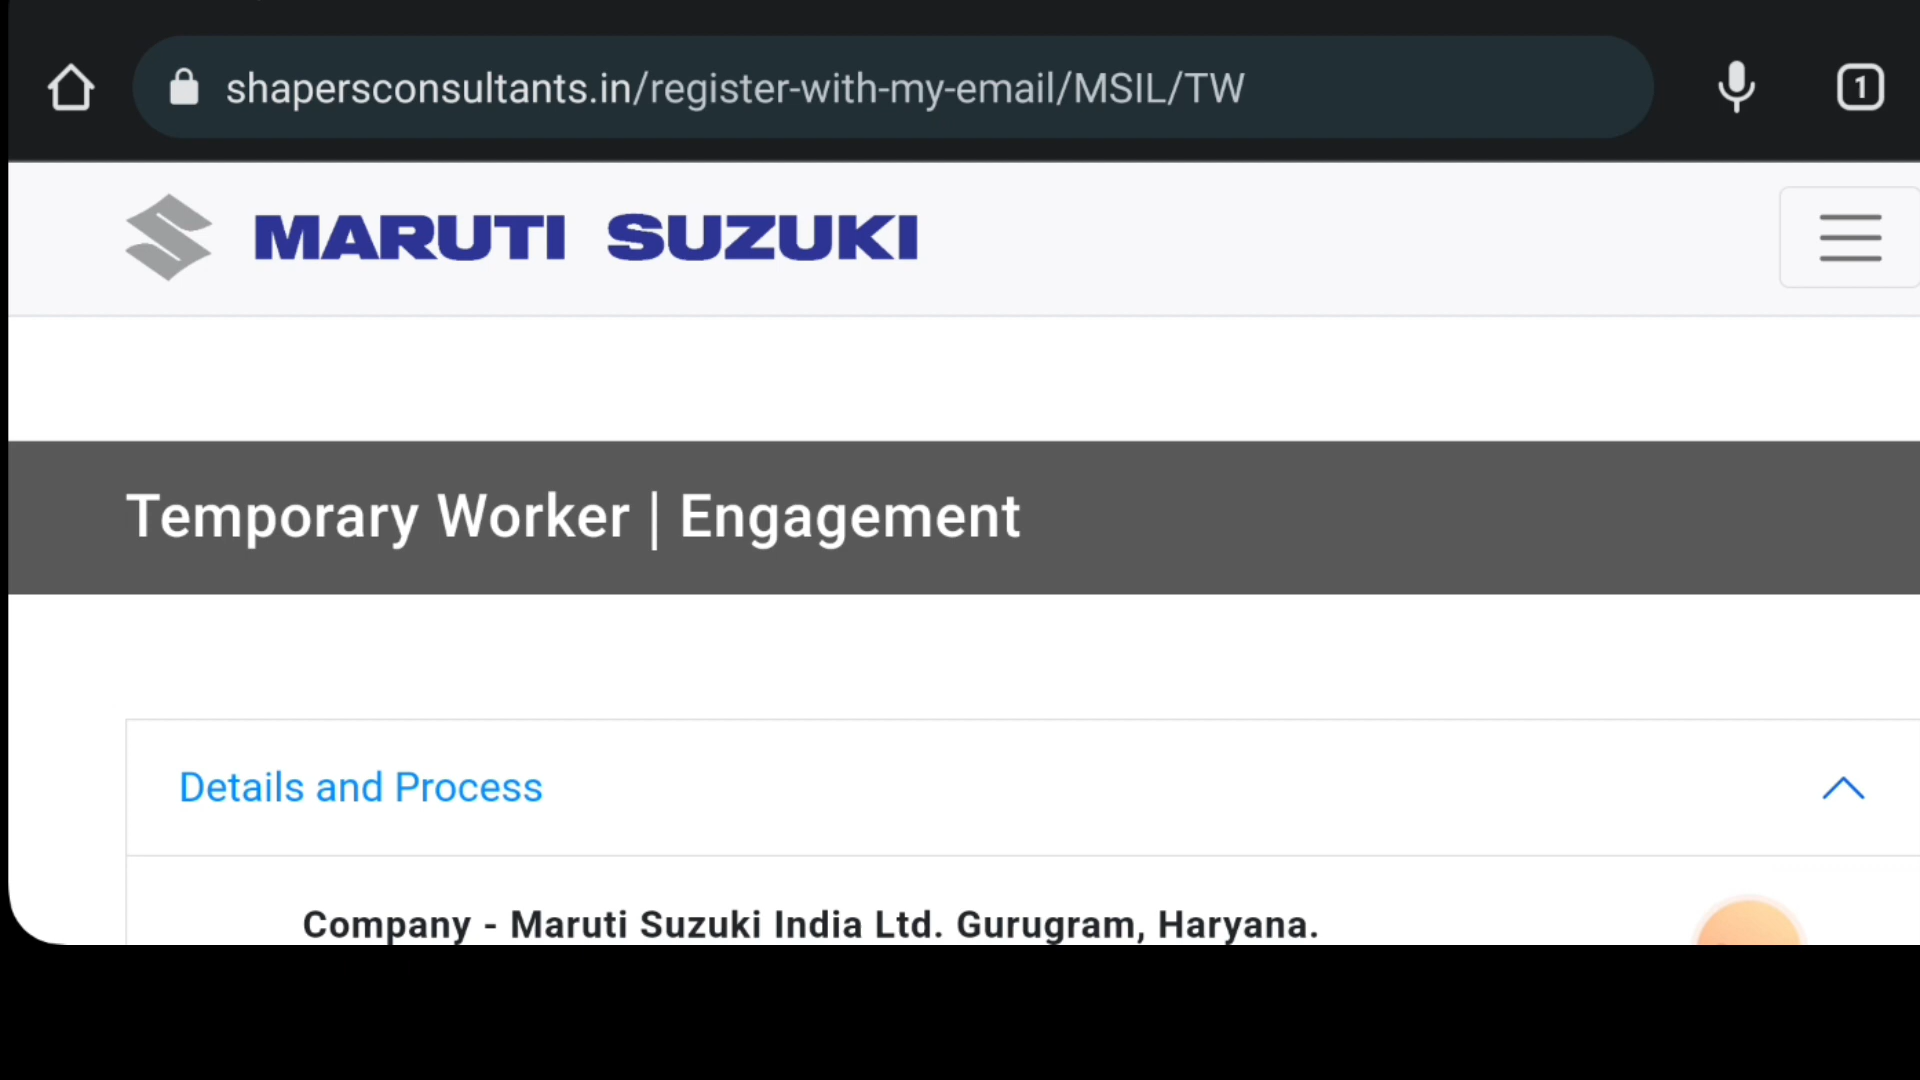 shapersconsultants.in/register-with-my-email/MSIL/TW
1
MARUTI SUZUKI
Temporary Worker | Engagement
Details and Process
Company - Maruti Suzuki India Ltd. Gurugram, Haryana.